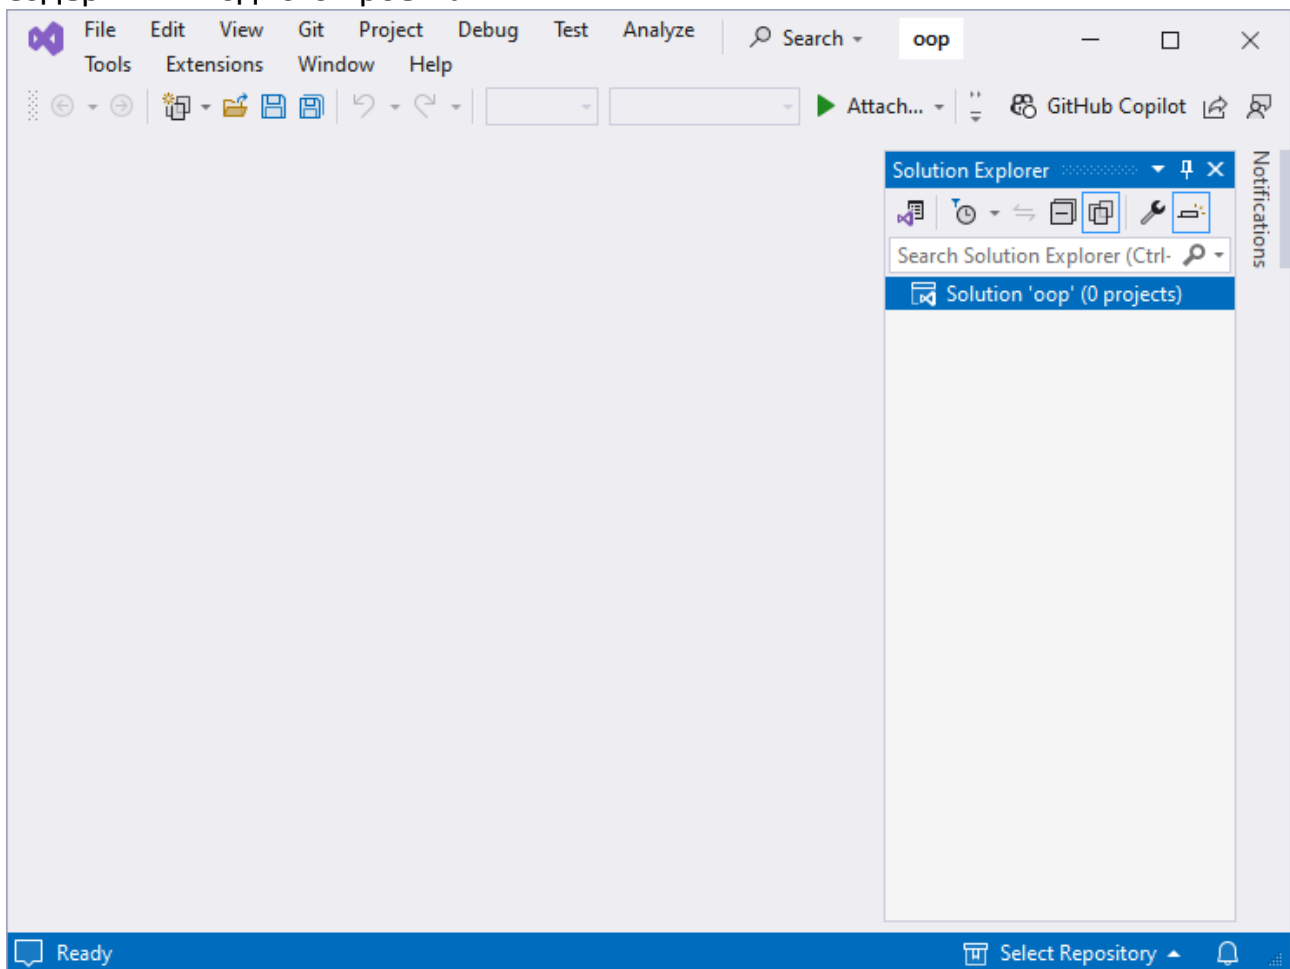 File Edit View Git Project Debug Test Analyze Search oop
Tools Extensions Window Help
Attach... GitHub Copilot
Solution Explorer
Search Solution Explorer (Ctrl-
Solution 'oop' (0 projects)
Notifications
Ready Select Repository